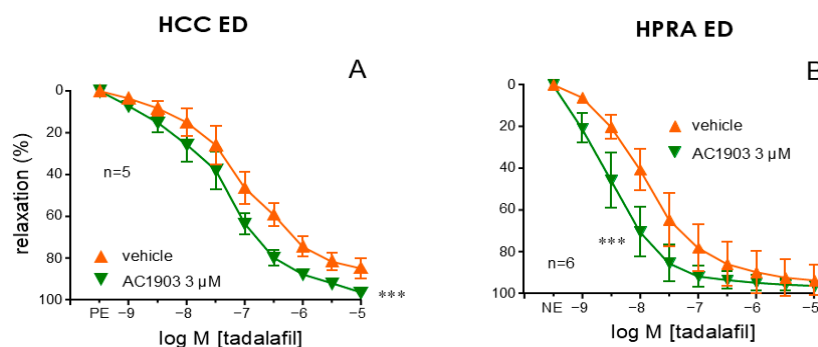 HCC ED
A
relaxation (%)
0
20
40
60
80
100
n=5
vehicle
AC1903 3 µM
***
PE −9 −8 −7 −6 −5
log M [tadalafil]
HPRA ED
B
0
20
40
60
80
100
vehicle
AC1903 3 µM
***
n=6
NE −9 −8 −7 −6 −5
log M [tadalafil]